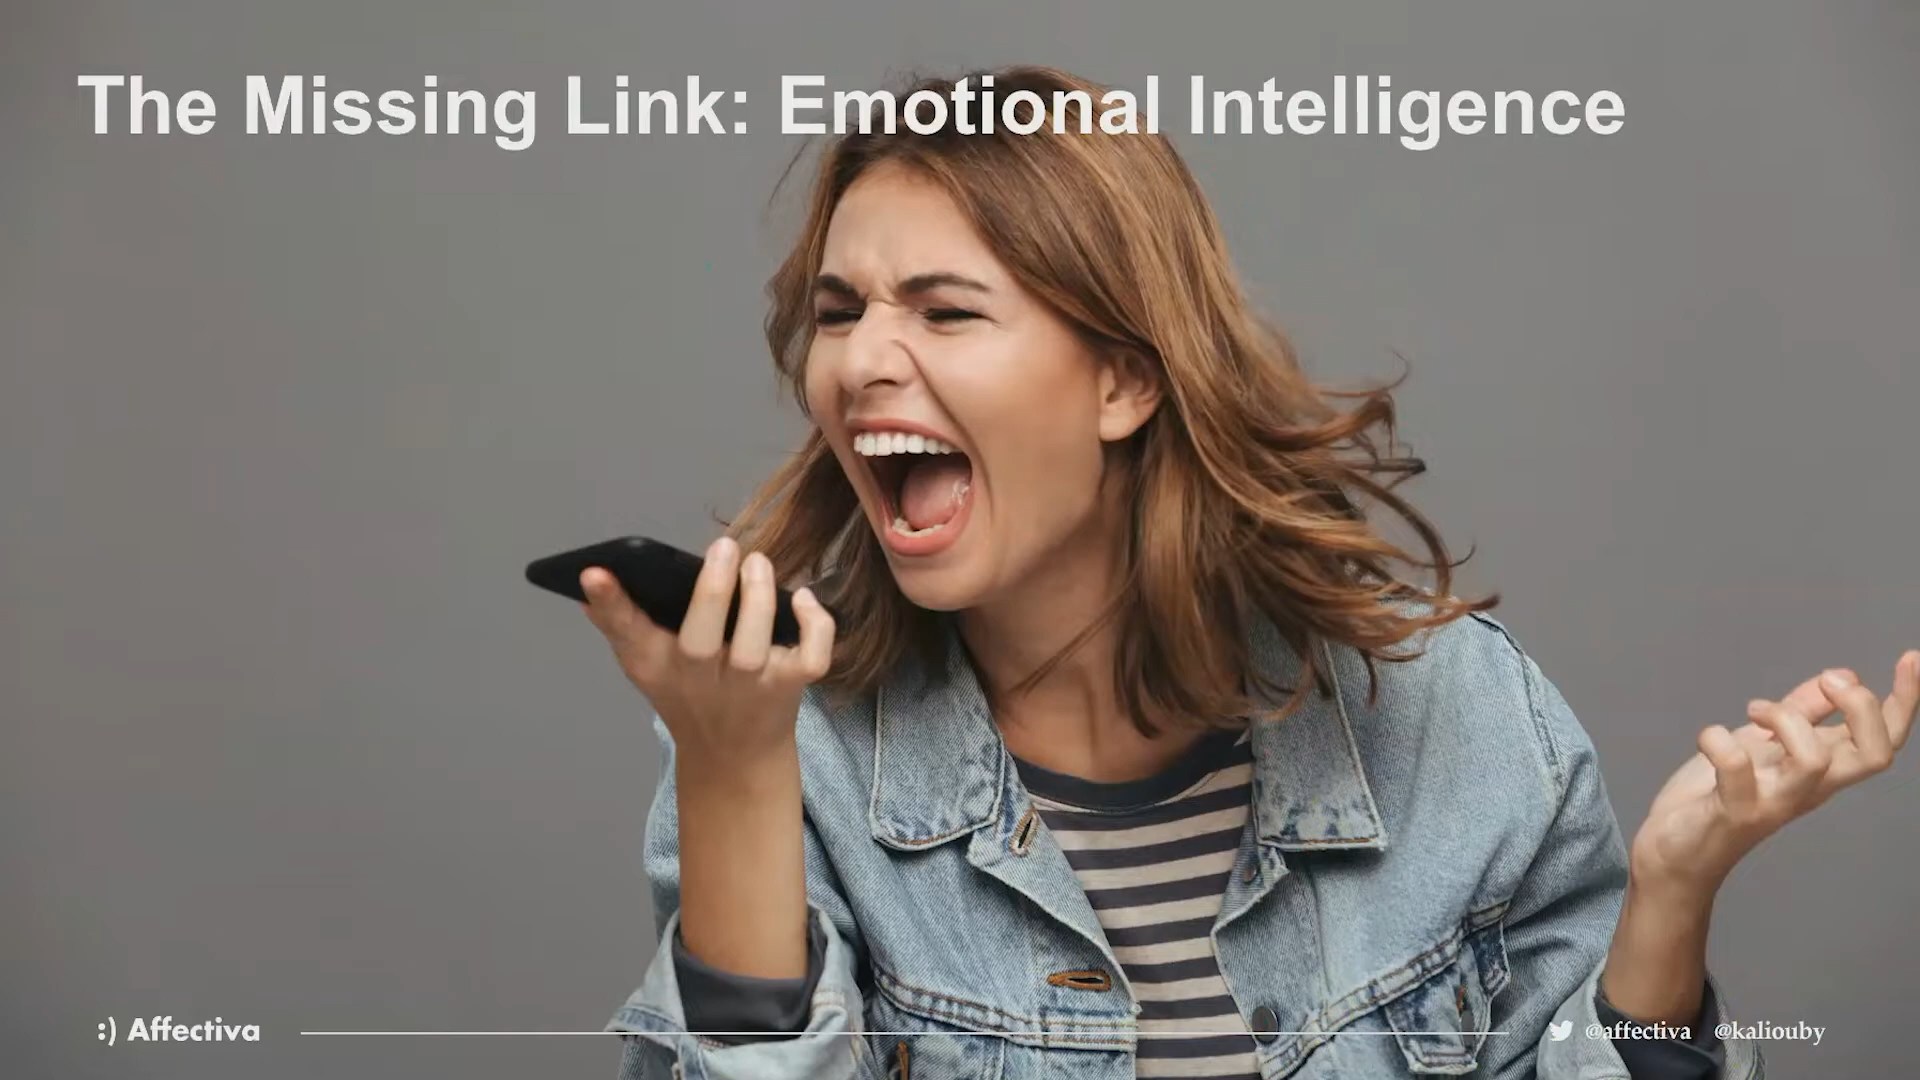 The Missing Link: Emotional Intelligence
:) Affectiva
@affectiva @kaliouby